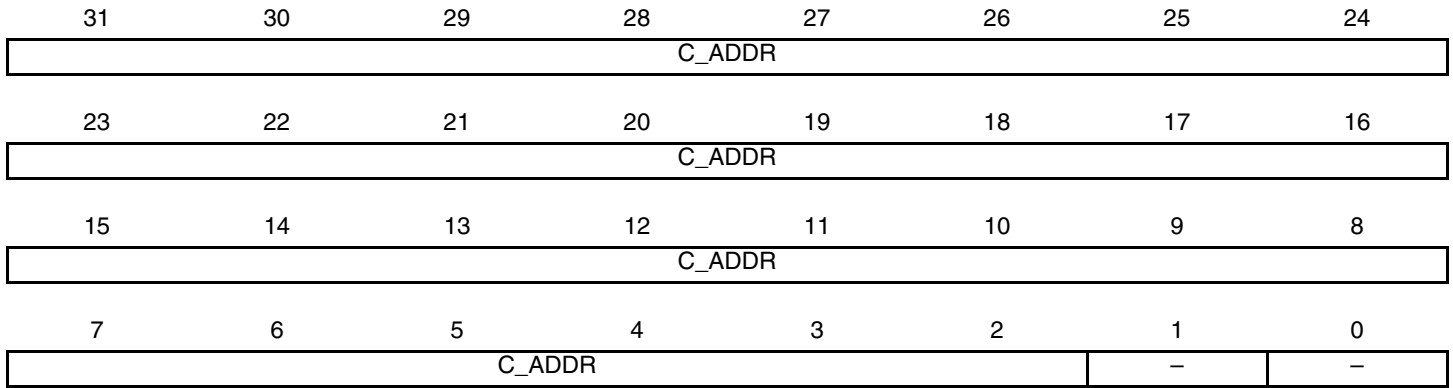 31 30 29 28 27 26 25 24
C_ADDR
23 22 21 20 19 18 17 16
C_ADDR
15 14 13 12 11 10 9 8
C_ADDR
7 6 5 4 3 2 1 0
C_ADDR – –